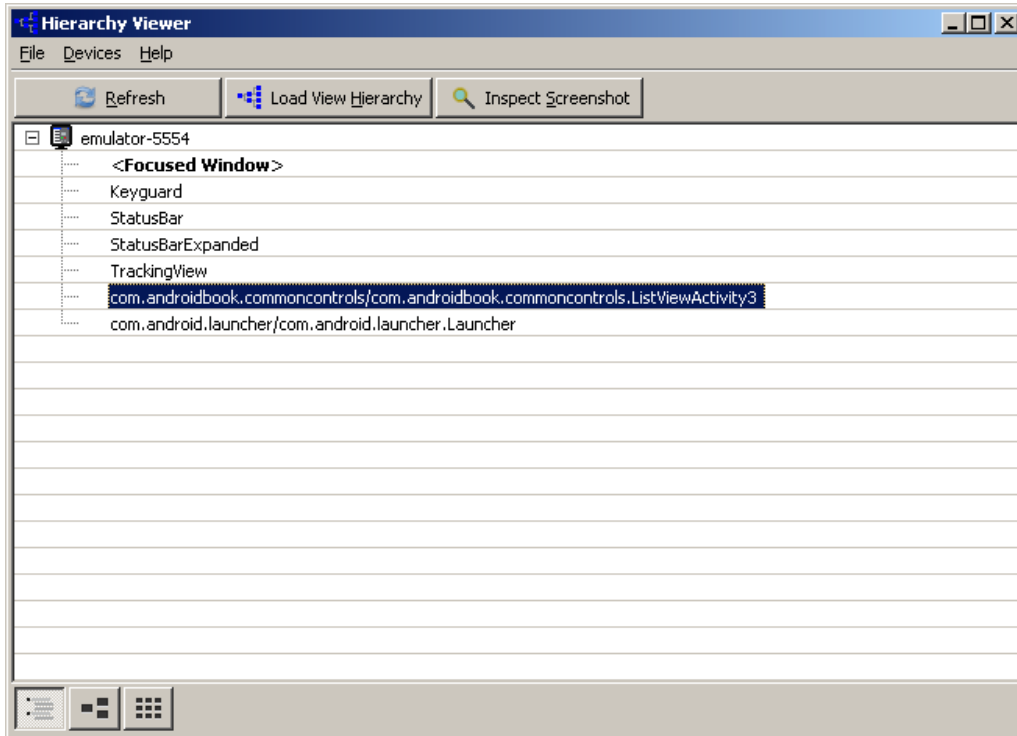 Hierarchy Viewer
File Devices Help
Refresh Load View Hierarchy Inspect Screenshot
emulator-5554
<Focused Window>
Keyguard
StatusBar
StatusBarExpanded
TrackingView
com.androidbook.commoncontrols/com.androidbook.commoncontrols.ListViewActivity3
com.android.launcher/com.android.launcher.Launcher